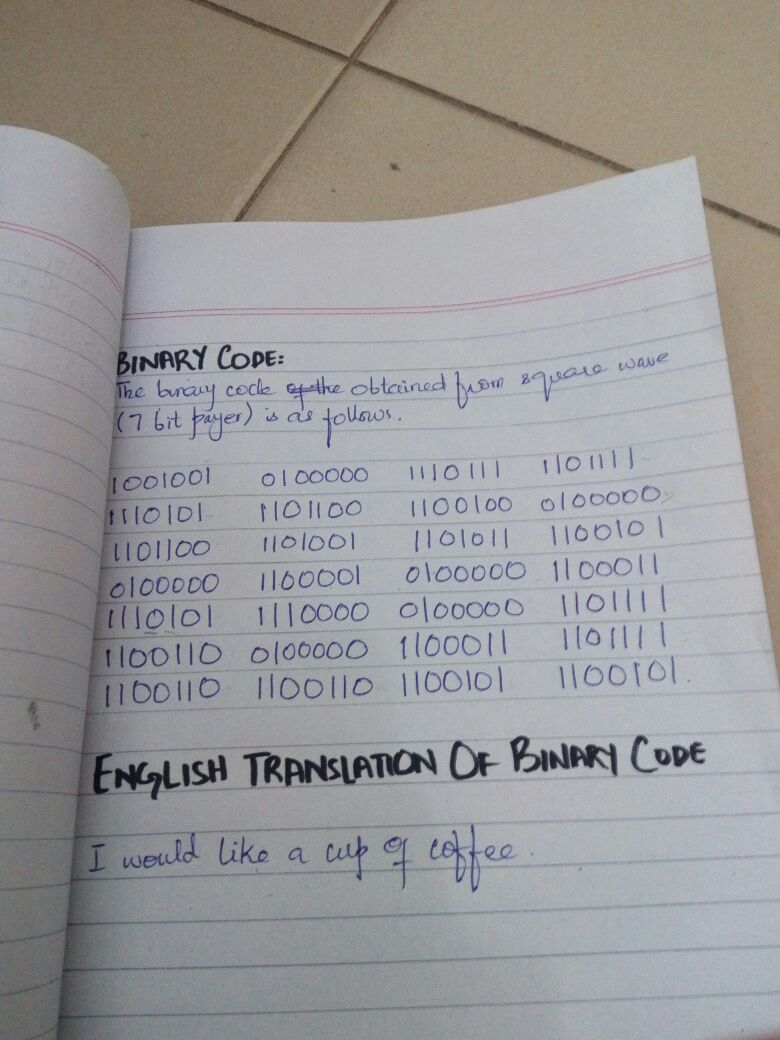 BINARY CODE:
The binary code of the obtained from square wave
(7 bit payer) is as follows.
1001001 0100000 1110111 1101111
1110101 1101100 1100100 0100000
1101100 1101001 1101011 1100101
0100000 1100001 0100000 1100011
1110101 1110000 0100000 1101111
1100110 0100000 1100011 1101111
1100110 1100110 1100101 1100101.
ENGLISH TRANSLATION OF BINARY CODE
I would like a cup of coffee.